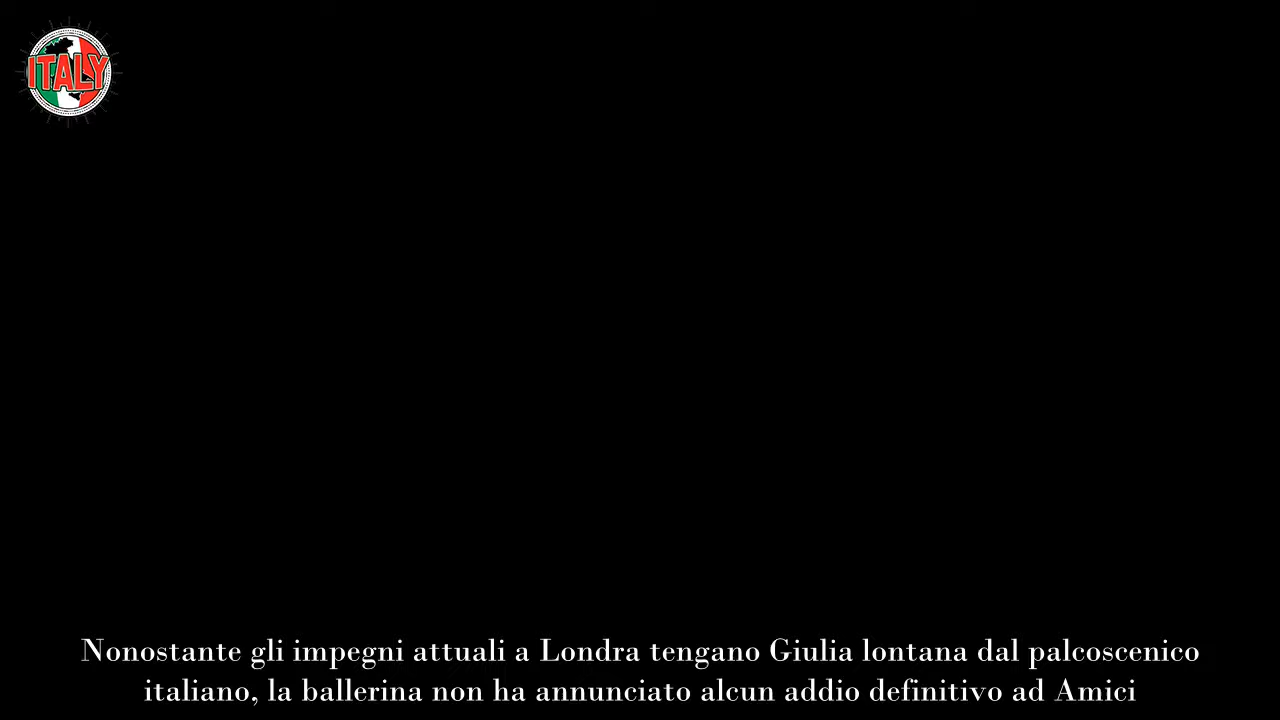 ITALY
Nonostante gli impegni attuali a Londra tengano Giulia lontana dal palcoscenico
italiano, la ballerina non ha annunciato alcun addio definitivo ad Amici